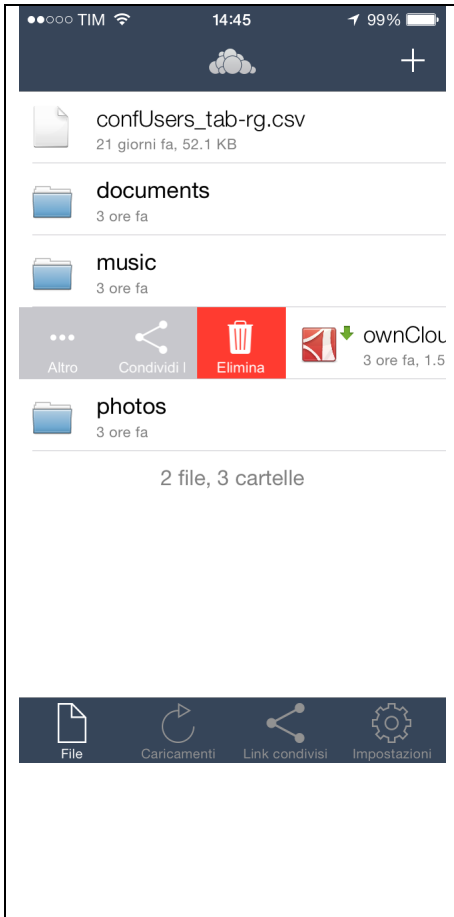 TIM 14:45 99%
confUsers_tab-rg.csv
21 giorni fa, 52.1 KB
documents
3 ore fa
music
3 ore fa
Altro Condividi l Elimina ownClou
3 ore fa, 1.5
photos
3 ore fa
2 file, 3 cartelle
File Caricamenti Link condivisi Impostazioni